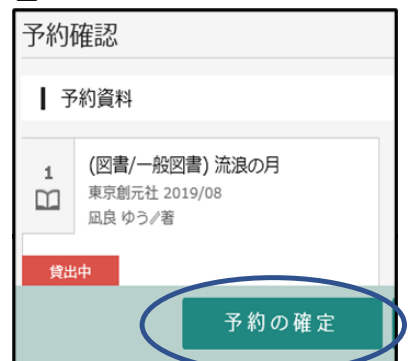 予約確認
予約資料
1
(図書/一般図書) 流浪の月
東京創元社 2019/08
凪良 ゆう∥著
貸出中
予約の確定